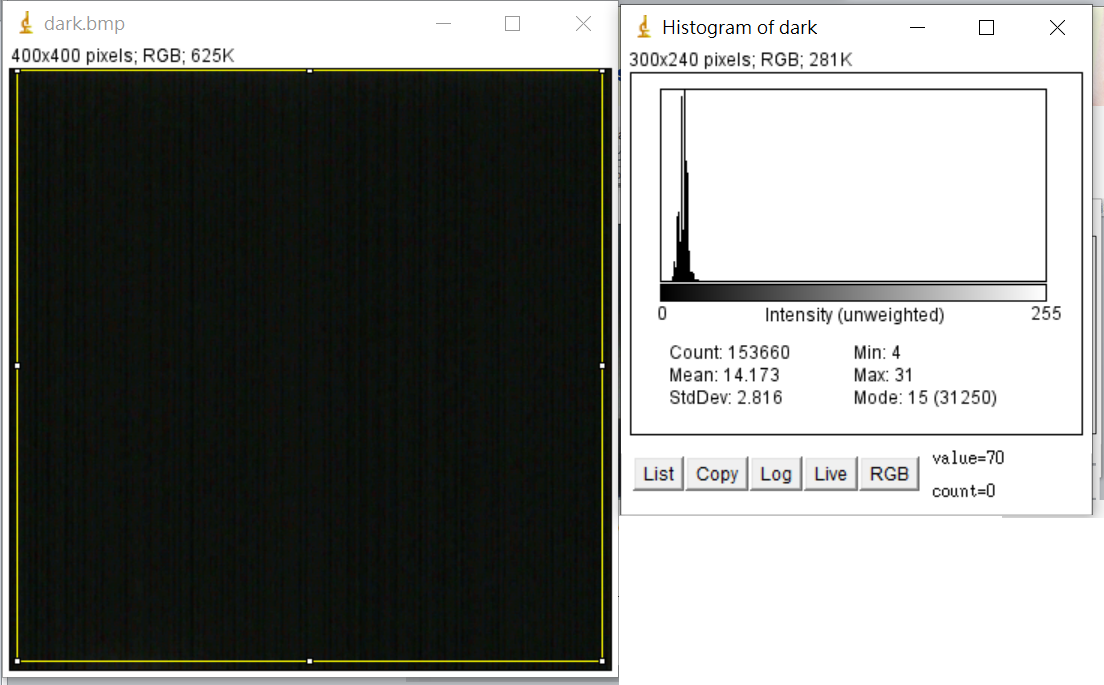 dark.bmp
400x400 pixels; RGB; 625K
Histogram of dark
300x240 pixels; RGB; 281K
0 Intensity (unweighted) 255
Count: 153660 Min: 4
Mean: 14.173 Max: 31
StdDev: 2.816 Mode: 15 (31250)
List Copy Log Live RGB
value=70
count=0